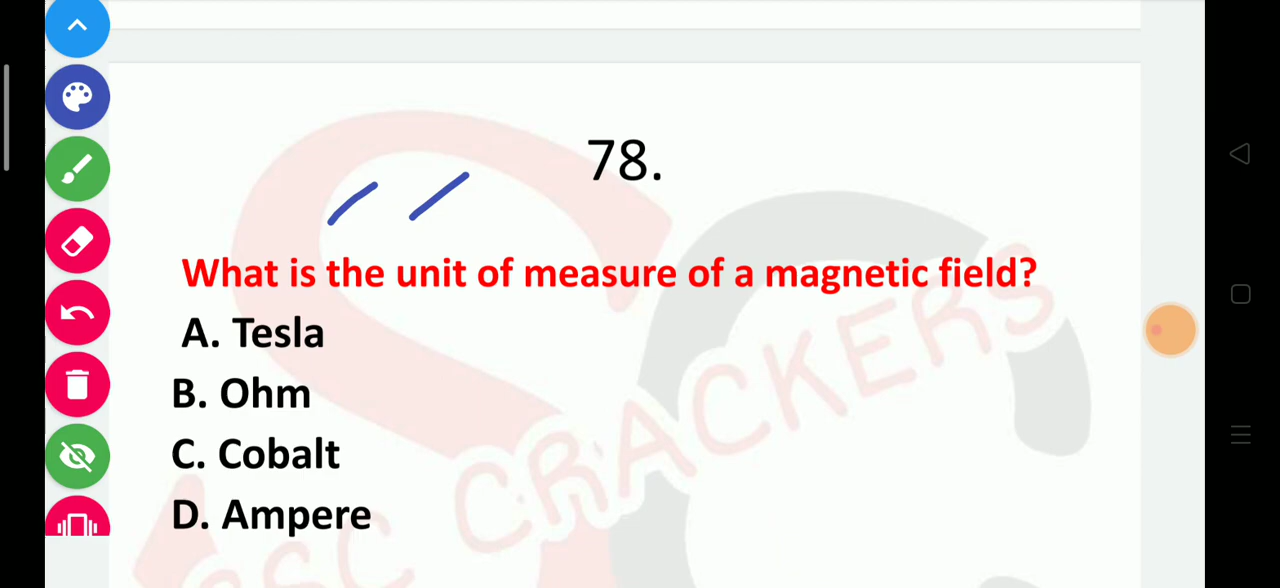 78.
What is the unit of measure of a magnetic field?
A. Tesla
B. Ohm
C. Cobalt
D. Ampere
SSC CRACKERS